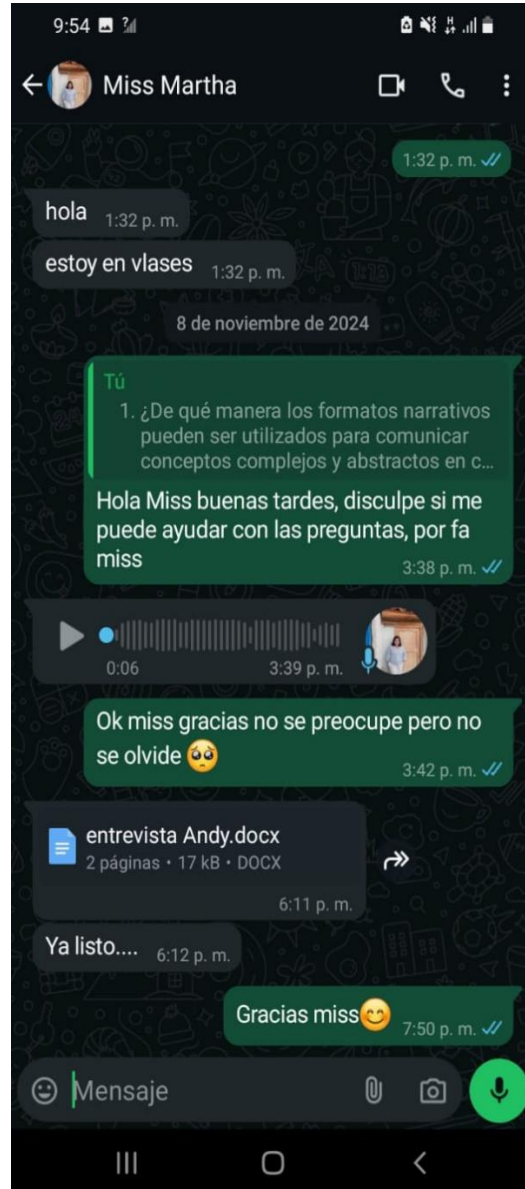 9:54
Miss Martha
1:32 p. m.
hola
1:32 p. m.
estoy en vlases
1:32 p. m.
8 de noviembre de 2024
Tú
1. ¿De qué manera los formatos narrativos
pueden ser utilizados para comunicar
conceptos complejos y abstractos en c...
Hola Miss buenas tardes, disculpe si me
puede ayudar con las preguntas, por fa
miss
3:38 p. m.
0:06
3:39 p. m.
Ok miss gracias no se preocupe pero no
se olvide 🥺
3:42 p. m.
entrevista Andy.docx
2 páginas • 17 kB • DOCX
6:11 p. m.
Ya listo....
6:12 p. m.
Gracias miss😊
7:50 p. m.
Mensaje